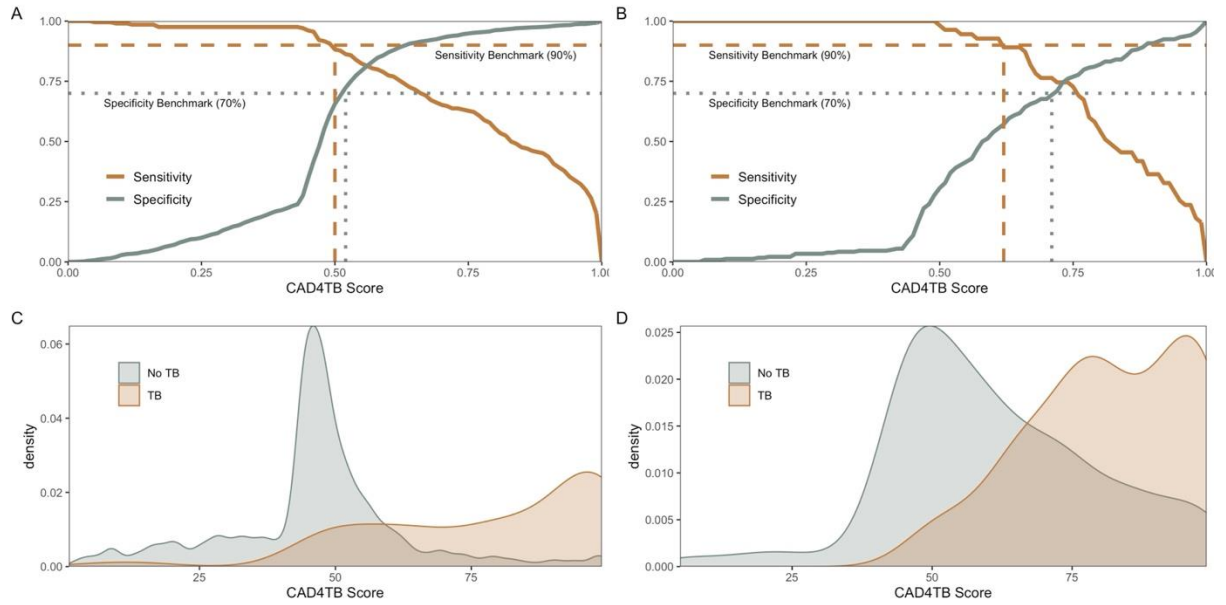 A
1.00
0.75
0.50
0.25
0.00
Sensitivity Benchmark (90%)
Specificity Benchmark (70%)
Sensitivity
Specificity
0.00 0.25 0.50 0.75 1.00
CAD4TB Score
B
1.00
0.75
0.50
0.25
0.00
Sensitivity Benchmark (90%)
Specificity Benchmark (70%)
Sensitivity
Specificity
0.00 0.25 0.50 0.75 1.00
CAD4TB Score
C
density
0.06
0.04
0.02
0.00
No TB
TB
25 50 75
CAD4TB Score
D
density
0.025
0.020
0.015
0.010
0.005
0.000
No TB
TB
25 50 75
CAD4TB Score